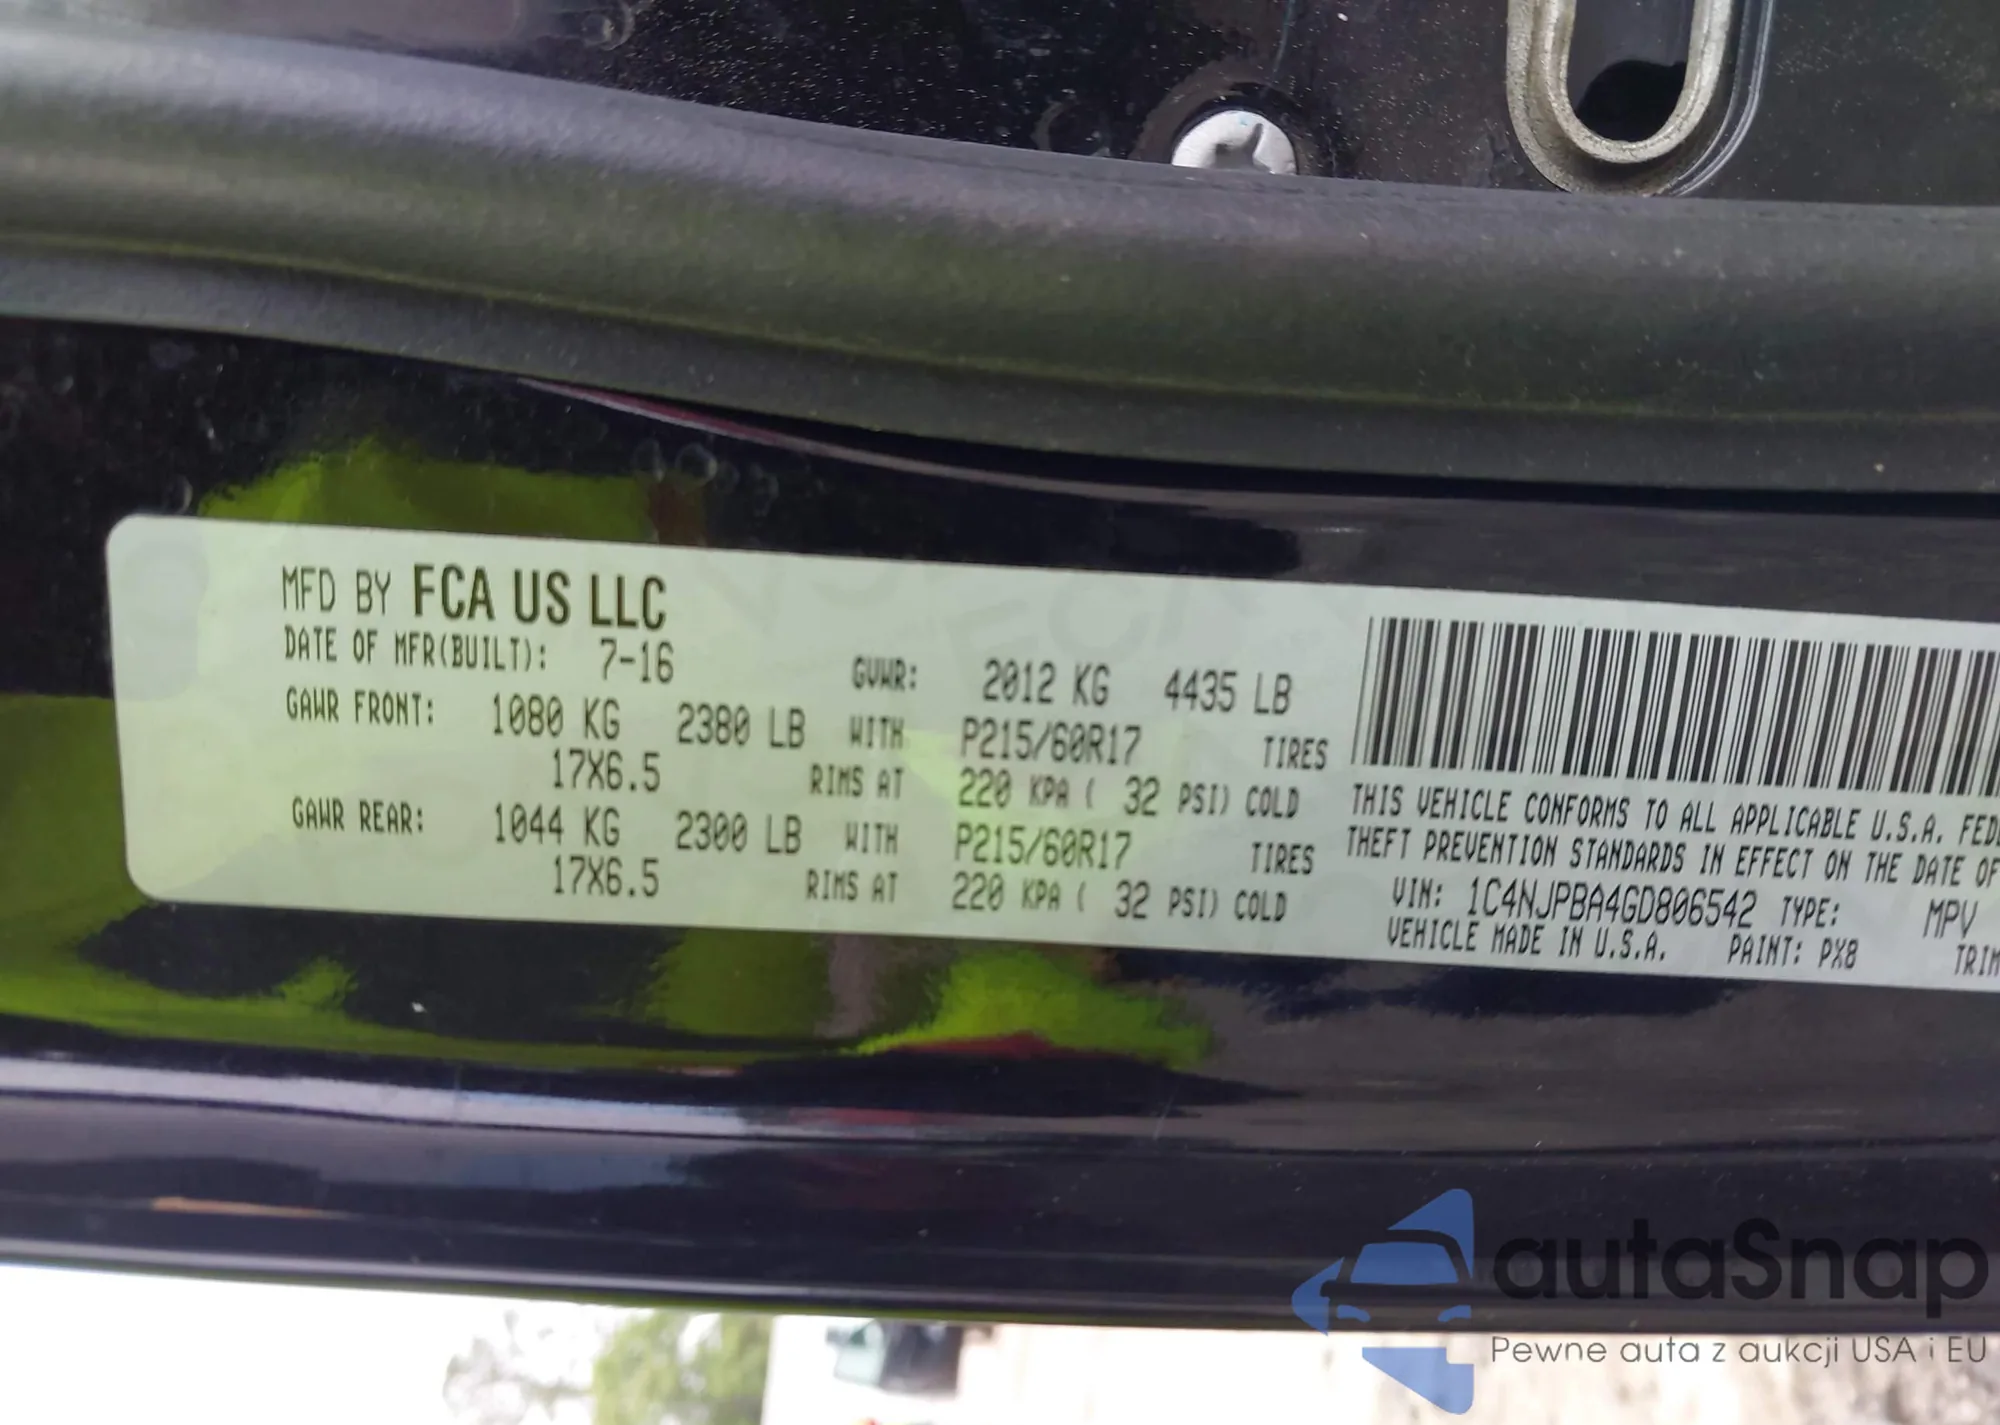 MFD BY FCA US LLC
DATE OF MFR(BUILT): 7-16
GVWR: 2012 KG 4435 LB
GAWR FRONT: 1080 KG 2380 LB WITH P215/60R17 TIRES
17X6.5 RIMS AT 220 KPA ( 32 PSI) COLD
GAWR REAR: 1044 KG 2300 LB WITH P215/60R17 TIRES
17X6.5 RIMS AT 220 KPA ( 32 PSI) COLD
THIS VEHICLE CONFORMS TO ALL APPLICABLE U.S.A. FED
THEFT PREVENTION STANDARDS IN EFFECT ON THE DATE OF
VIN: 1C4NJPBA4GD806542 TYPE: MPV
VEHICLE MADE IN U.S.A. PAINT: PX8 TRIM
autaSnap
Pewne auta z aukcji USA i EU